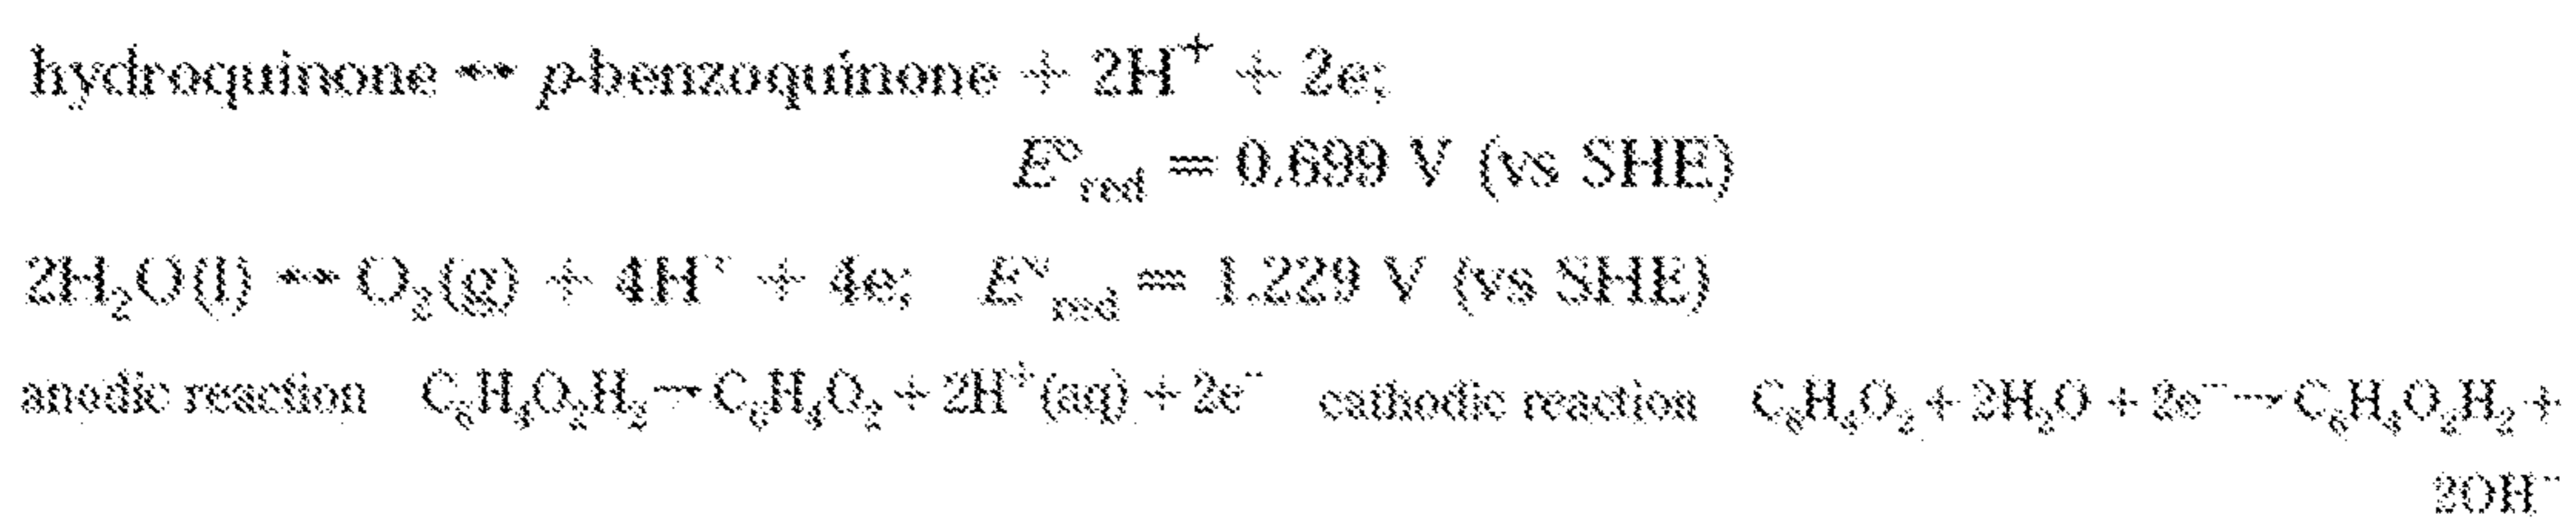 hydroquinone ↔ p-benzoquinone + 2H⁺ + 2e;
E°red = 0.699 V (vs SHE)
2H₂O(l) ↔ O₂(g) + 4H⁺ + 4e; E°red = 1.229 V (vs SHE)
anodic reaction C₆H₄O₂H₂ → C₆H₄O₂ + 2H⁺(aq) + 2e⁻ cathodic reaction C₆H₄O₂ + 2H₂O + 2e⁻ → C₆H₄O₂H₂ +
2OH⁻